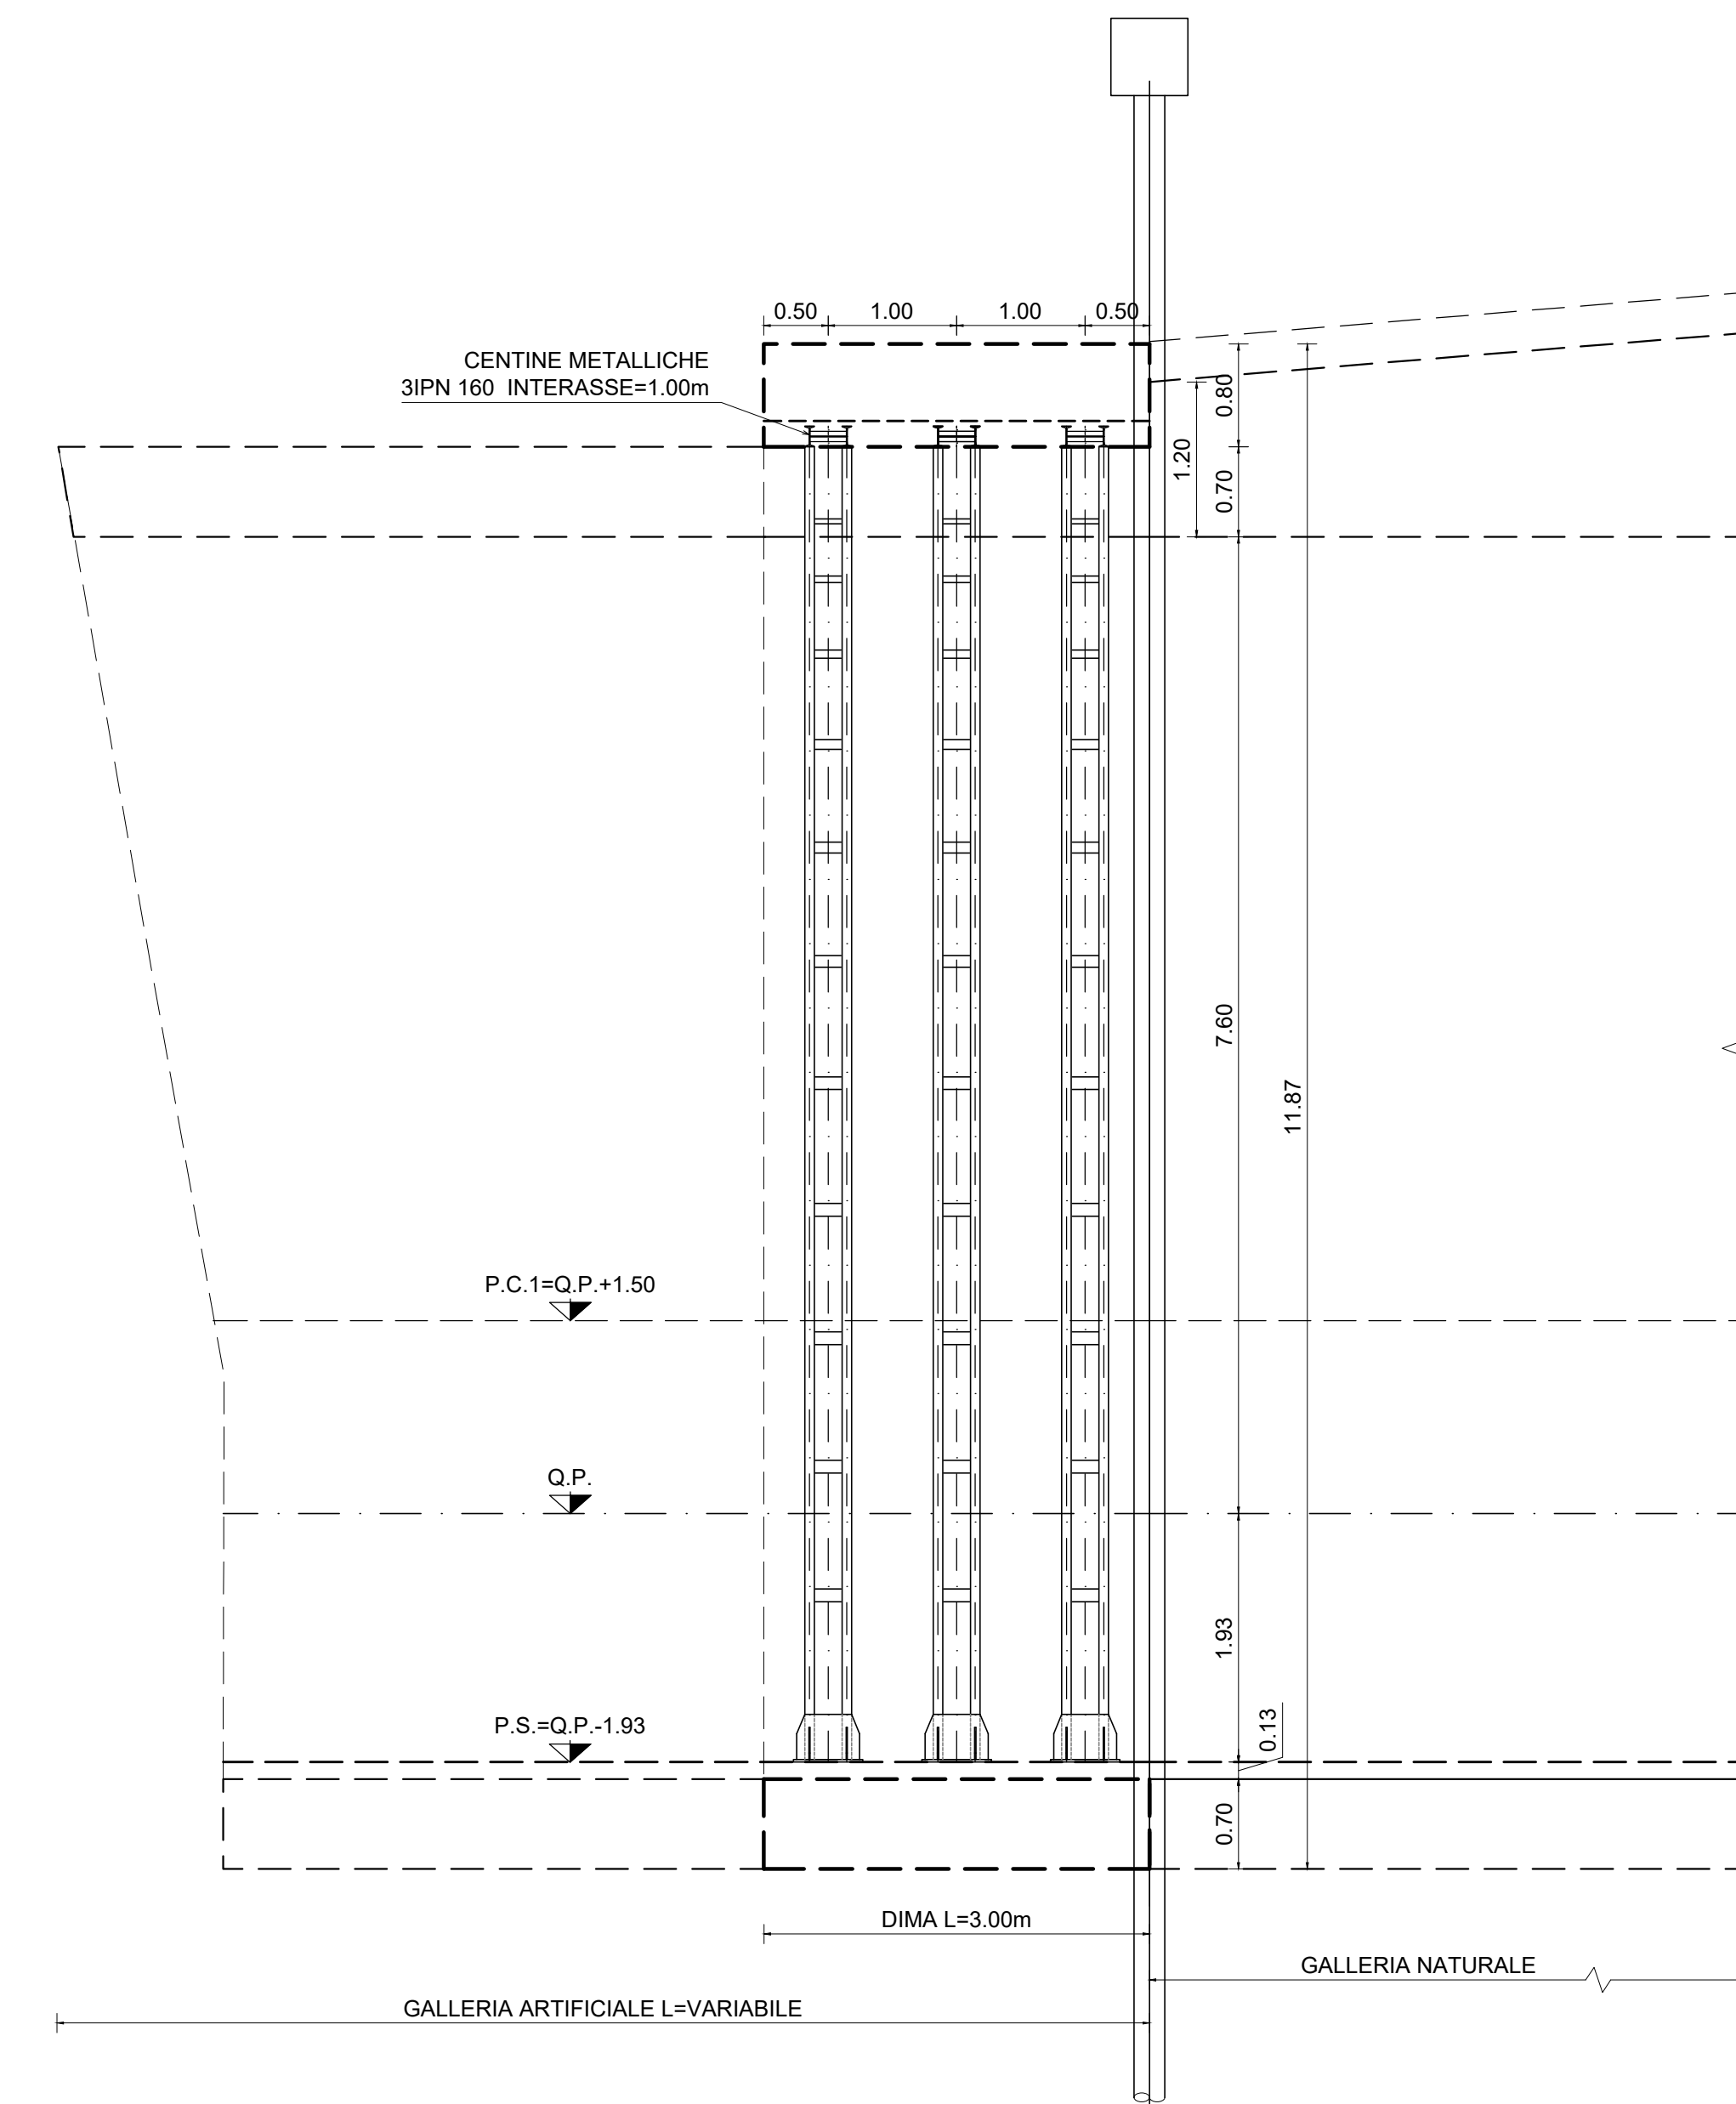 0.50
1.00
1.00
0.50
CENTINE METALLICHE
3IPN 160  INTERASSE=1.00m
0.80
1.20
0.70
7.60
11.87
P.C.1=Q.P.+1.50
Q.P.
1.93
P.S.=Q.P.-1.93
0.13
0.70
DIMA L=3.00m
GALLERIA NATURALE
GALLERIA ARTIFICIALE L=VARIABILE